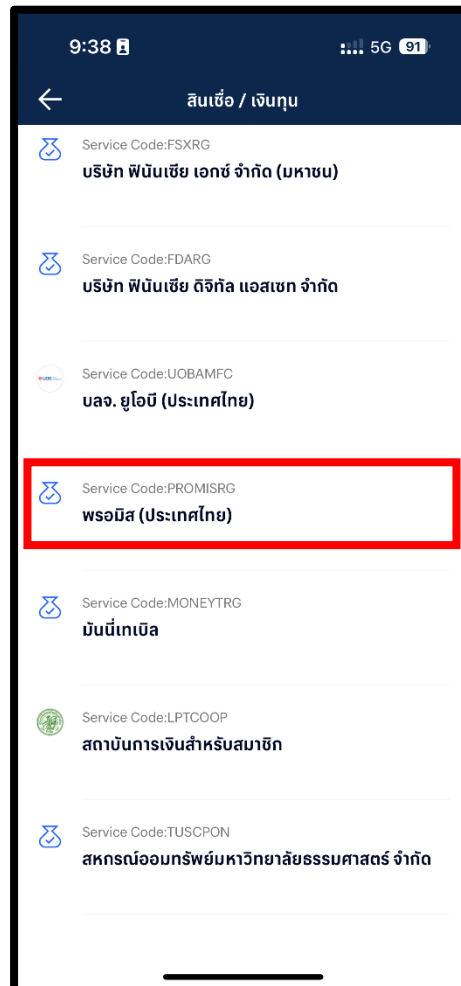 9:38
5G 91
สินเชื่อ / เงินทุน
Service Code:FSXRG
บริษัท ฟินันเซีย เอกซ์ จำกัด (มหาชน)
Service Code:FDARG
บริษัท ฟินันเซีย ดิจิทัล แอสเซท จำกัด
Service Code:UOBAMFC
บลจ. ยูโอบี (ประเทศไทย)
Service Code:PROMISRG
พรอมิส (ประเทศไทย)
Service Code:MONEYTRG
มันนี่เทเบิล
Service Code:LPTCOOP
สถาบันการเงินสำหรับสมาชิก
Service Code:TUSCPON
สหกรณ์ออมทรัพย์มหาวิทยาลัยธรรมศาสตร์ จำกัด